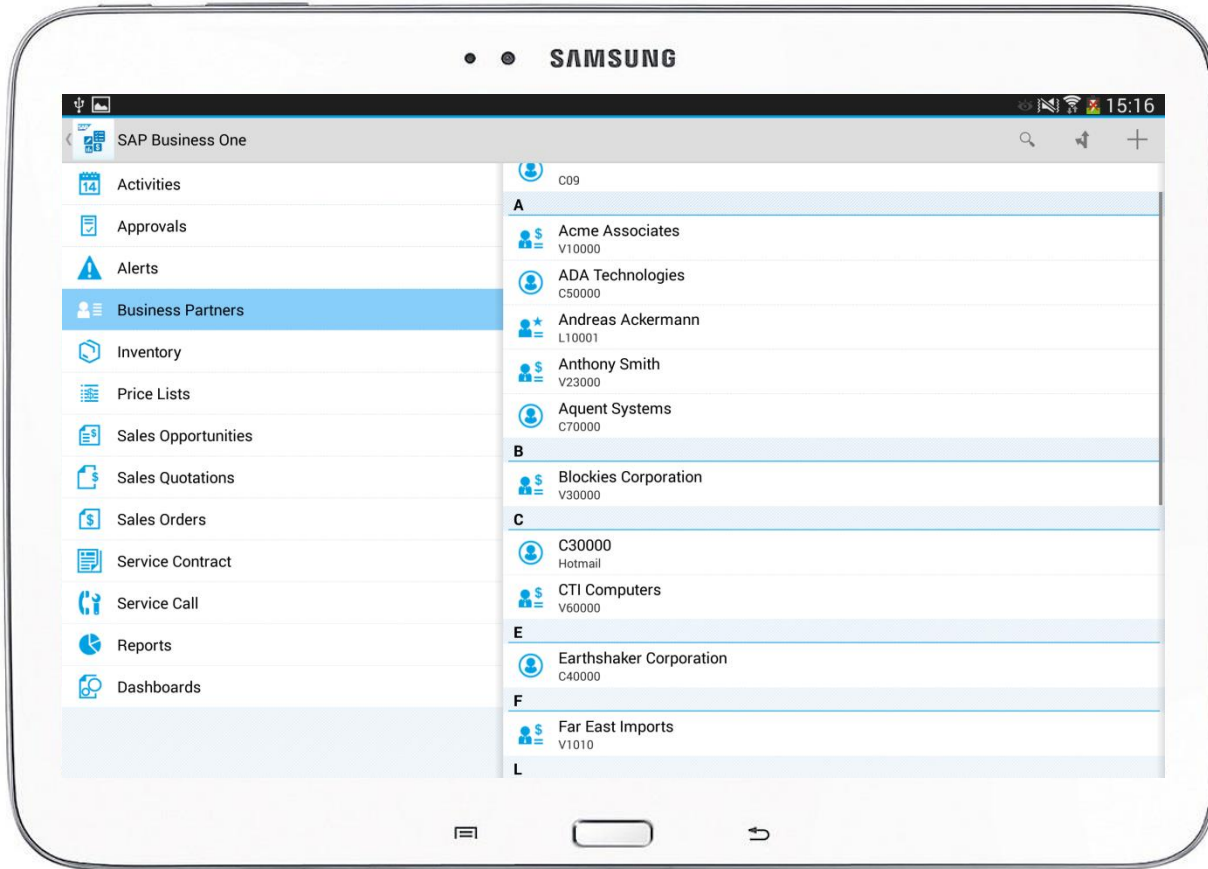 SAMSUNG
15:16
SAP
SAP Business One
14
Activities
Approvals
Alerts
Business Partners
Inventory
Price Lists
Sales Opportunities
Sales Quotations
Sales Orders
Service Contract
Service Call
Reports
Dashboards
C09
A
Acme Associates
V10000
ADA Technologies
C50000
Andreas Ackermann
L10001
Anthony Smith
V23000
Aquent Systems
C70000
B
Blockies Corporation
V30000
C
C30000
Hotmail
CTI Computers
V60000
E
Earthshaker Corporation
C40000
F
Far East Imports
V1010
L